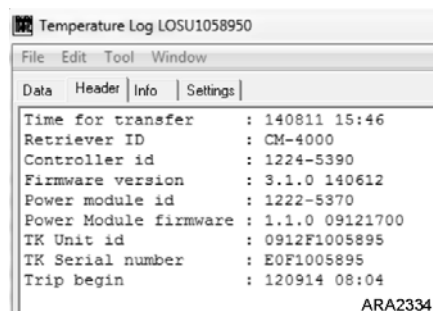 Temperature Log LOSU1058950
File Edit Tool Window
Data Header Info Settings
Time for transfer : 140811 15:46
Retriever ID : CM-4000
Controller id : 1224-5390
Firmware version : 3.1.0 140612
Power module id : 1222-5370
Power Module firmware : 1.1.0 09121700
TK Unit id : 0912F1005895
TK Serial number : E0F1005895
Trip begin : 120914 08:04
ARA2334